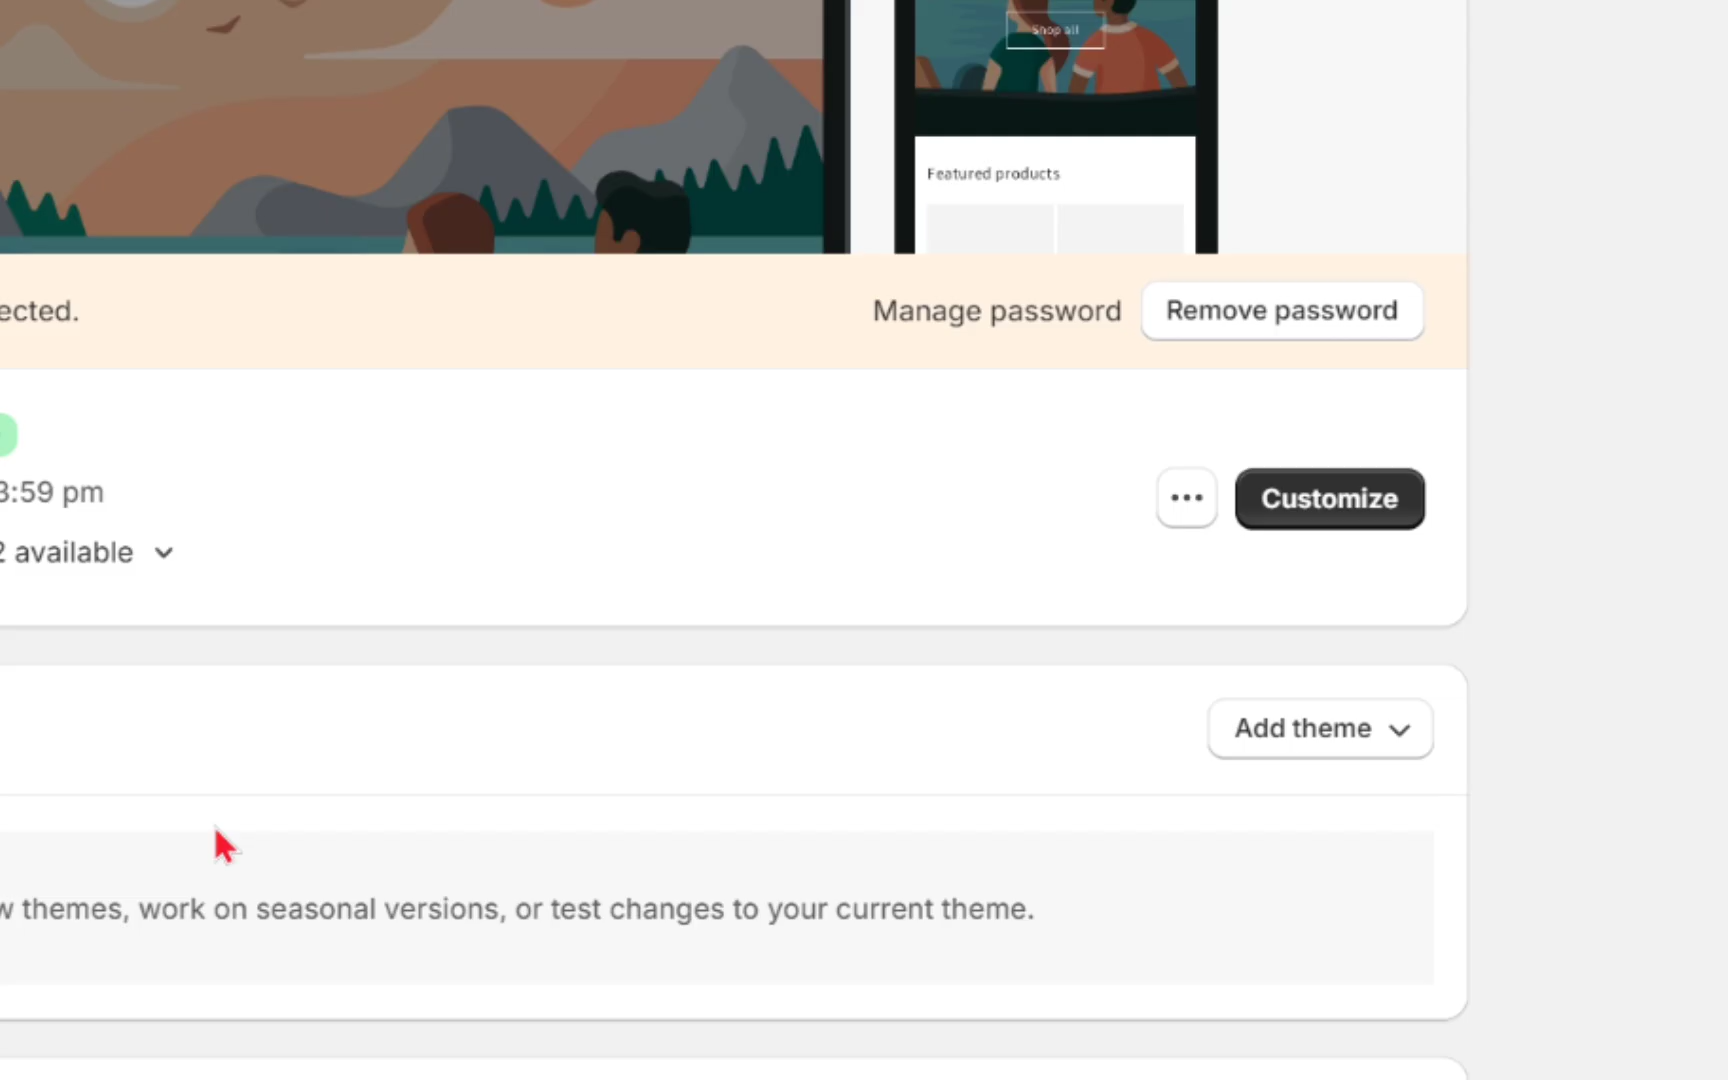 Shop all
Featured products
ected.
Manage password
Remove password
3:59 pm
Customize
2 available
Add theme
w themes, work on seasonal versions, or test changes to your current theme.